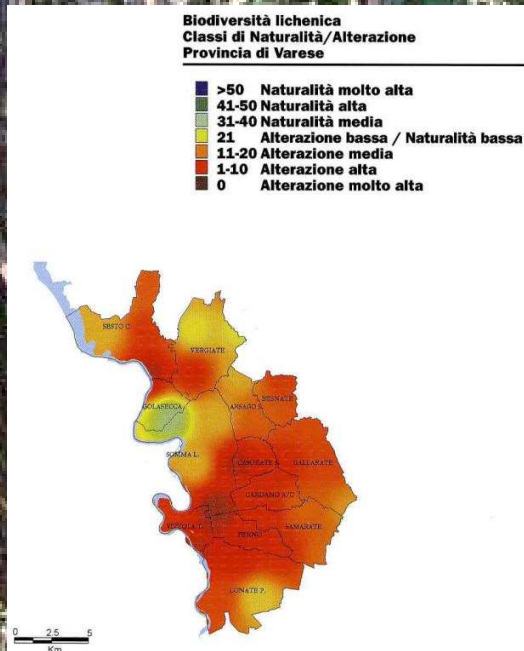 Biodiversità lichenica
Classi di Naturalità/Alterazione
Provincia di Varese
>50 Naturalità molto alta
41-50 Naturalità alta
31-40 Naturalità media
21 Alterazione bassa / Naturalità bassa
11-20 Alterazione media
1-10 Alterazione alta
0 Alterazione molto alta
SESTO C.
VERGIATE
GOLASECCA
ARSAGO S.
BESNATE
SOMMA L.
CASORATE S.
GALLARATE
CARDANO A/C
VIZZOLA T.
FERNO
SAMARATE
LONATE P.
0 2.5 5
Km